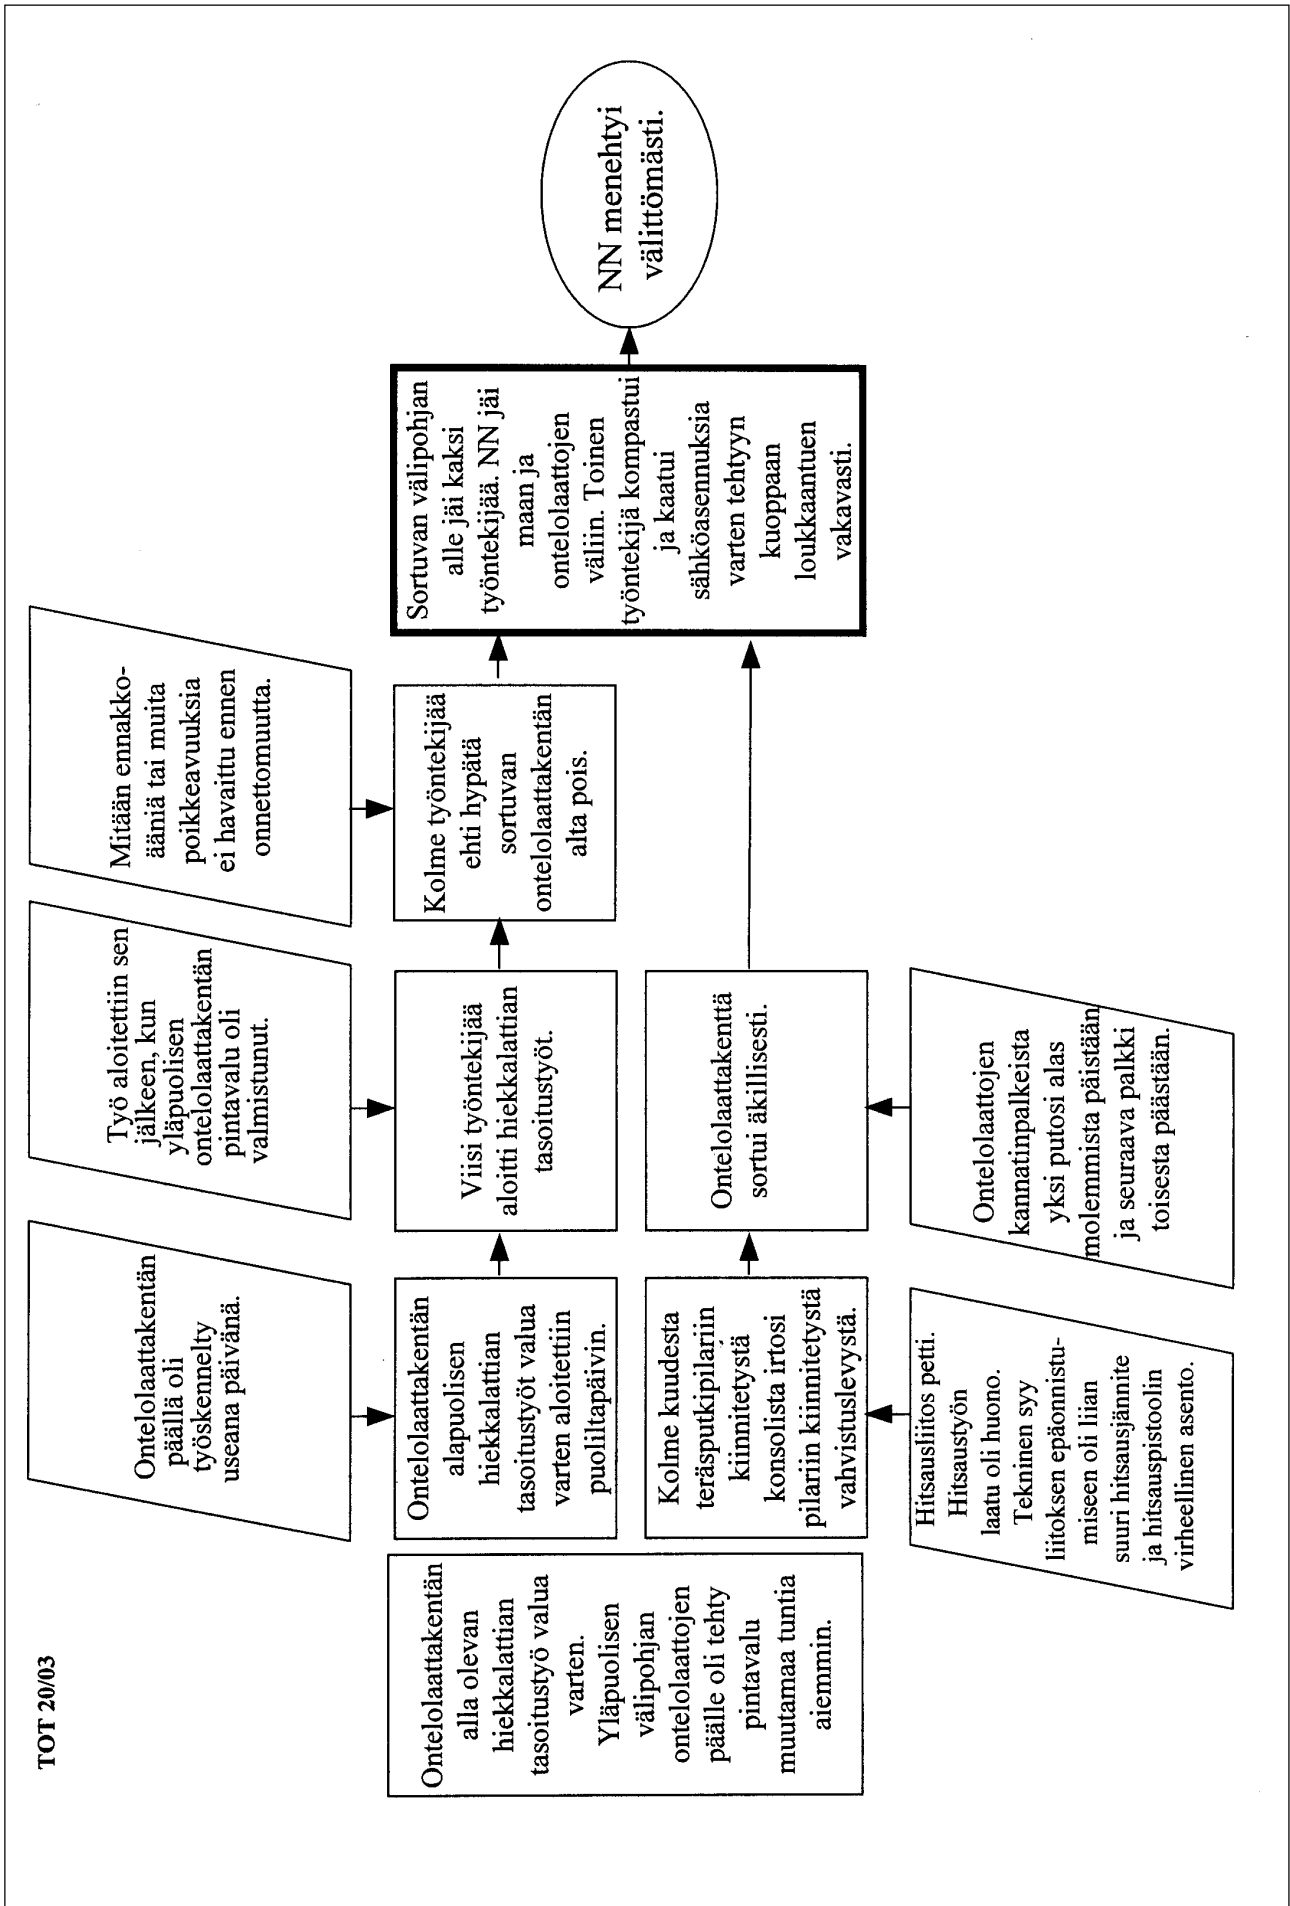 TOT 20/03
Ontelolaattakentän
päällä oli
työskennelty
useana päivänä.
Työ aloitettiin sen
jälkeen, kun
yläpuolisen
ontelolaattakentän
pintavalu oli
valmistunut.
Mitään ennakko-
ääniä tai muita
poikkeavuuksia
ei havaittu ennen
onnettomuutta.
Ontelolaattakentän
alla olevan
hiekkalattian
tasoitustyö valua
varten.
Yläpuolisen
välipohjan
ontelolaattojen
päälle oli tehty
pintavalu
muutamaa tuntia
aiemmin.
Ontelolaattakentän
alapuolisen
hiekkalattian
tasoitustyöt valua
varten aloitettiin
puoliltapäivin.
Viisi työntekijää
aloitti hiekkalattian
tasoitustyöt.
Kolme työntekijää
ehti hypätä
sortuvan
ontelolaattakentän
alta pois.
Kolme kuudesta
teräsputkipilariin
kiinnitetystä
konsolista irtosi
pilariin kiinnitetystä
vahvistuslevystä.
Ontelolaattakenttä
sortui äkillisesti.
Sortuvan välipohjan
alle jäi kaksi
työntekijää. NN jäi
maan ja
ontelolaattojen
väliin. Toinen
työntekijä kompastui
ja kaatui
sähköasennuksia
varten tehtyyn
kuoppaan
loukkaantuen
vakavasti.
NN menehtyi
välittömästi.
Hitsausliitos petti.
Hitsaustyön
laatu oli huono.
Tekninen syy
liitoksen epäonnistu-
miseen oli liian
suuri hitsausjännite
ja hitsauspistoolin
virheellinen asento.
Ontelolaattojen
kannatinpalkeista
yksi putosi alas
molemmista päistään
ja seuraava palkki
toisesta päästään.